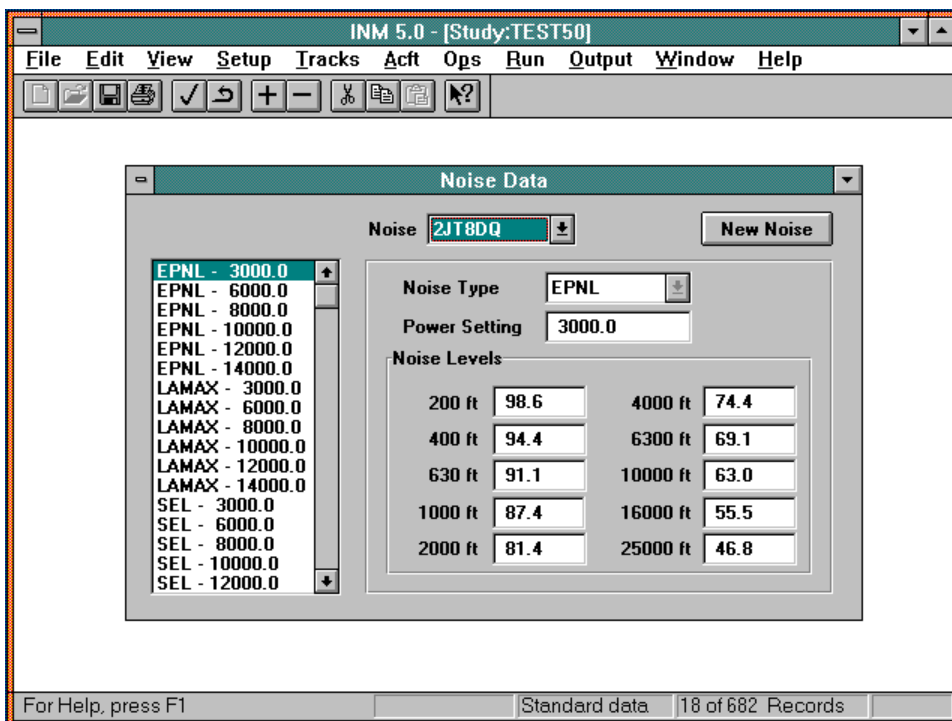 INM 5.0 - [Study:TEST50]
File Edit View Setup Tracks Acft Ops Run Output Window Help
Noise Data
Noise 2JT8DQ New Noise
EPNL - 3000.0
EPNL - 6000.0
EPNL - 8000.0
EPNL - 10000.0
EPNL - 12000.0
EPNL - 14000.0
LAMAX - 3000.0
LAMAX - 6000.0
LAMAX - 8000.0
LAMAX - 10000.0
LAMAX - 12000.0
LAMAX - 14000.0
SEL - 3000.0
SEL - 6000.0
SEL - 8000.0
SEL - 10000.0
SEL - 12000.0
Noise Type EPNL
Power Setting 3000.0
Noise Levels
200 ft 98.6 4000 ft 74.4
400 ft 94.4 6300 ft 69.1
630 ft 91.1 10000 ft 63.0
1000 ft 87.4 16000 ft 55.5
2000 ft 81.4 25000 ft 46.8
For Help, press F1 Standard data 18 of 682 Records